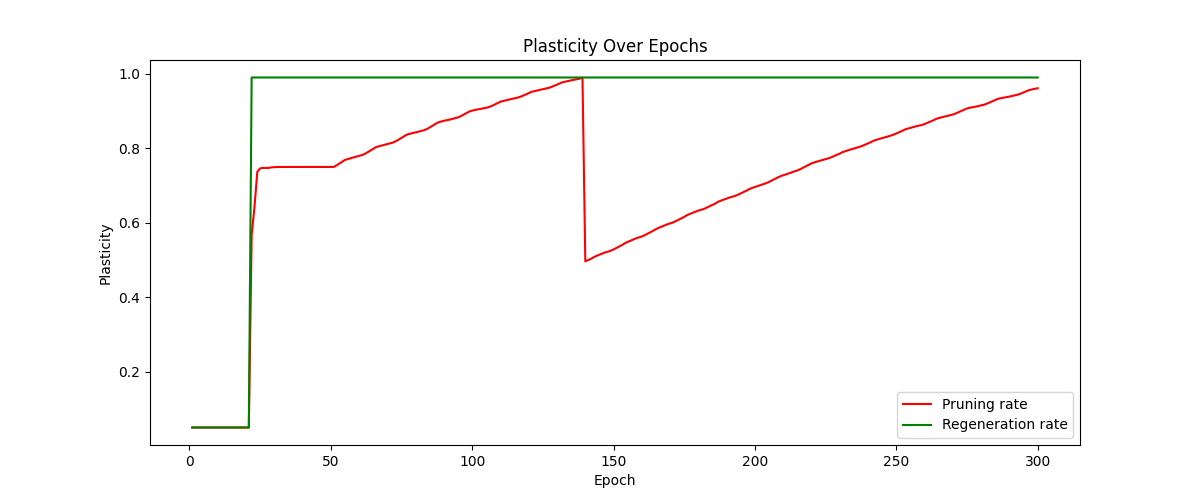 Plasticity Over Epochs
Plasticity
1.0
0.8
0.6
0.4
0.2
0 50 100 150 200 250 300
Epoch
Pruning rate
Regeneration rate